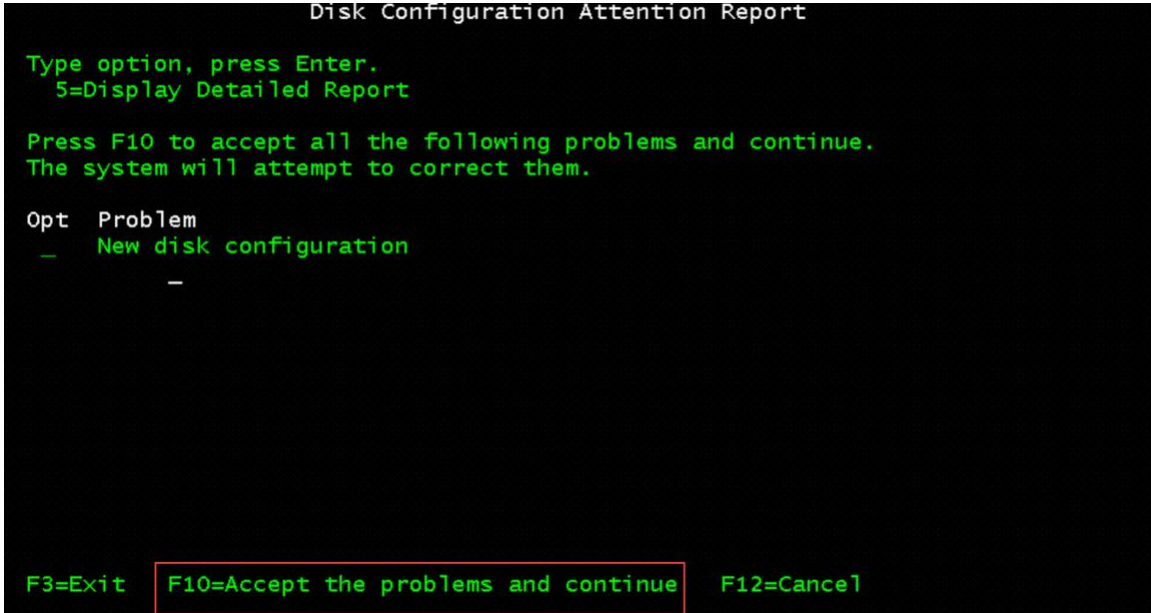 Disk Configuration Attention Report
Type option, press Enter.
5=Display Detailed Report
Press F10 to accept all the following problems and continue.
The system will attempt to correct them.
Opt  Problem
_  New disk configuration
_
F3=Exit  F10=Accept the problems and continue  F12=Cancel